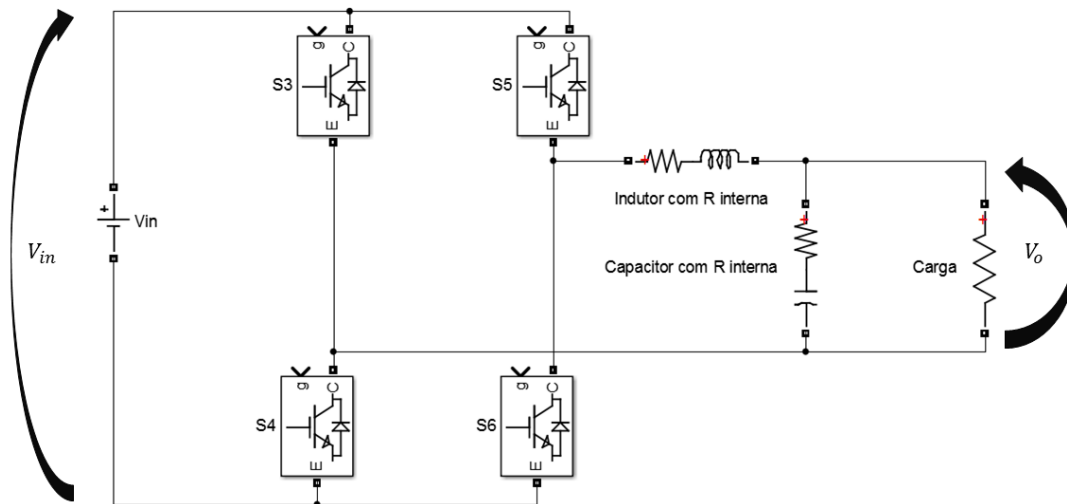 g
C
S3
E
g
C
S5
E
+
Vin
V_in
+
Indutor com R interna
+
Capacitor com R interna
+
Carga
V_o
g
C
S4
E
g
C
S6
E